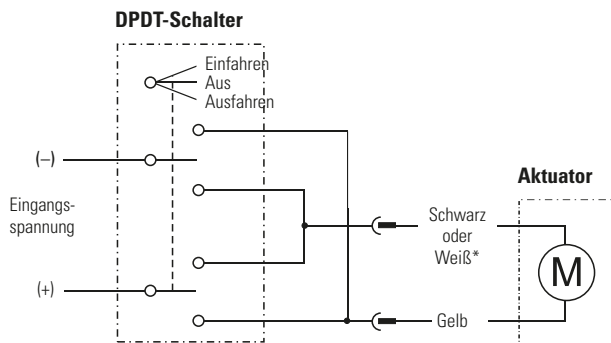 DPDT-Schalter
Einfahren
Aus
Ausfahren
(–)
Eingangs-
spannung
(+)
Schwarz
oder
Weiß*
Gelb
Aktuator
M